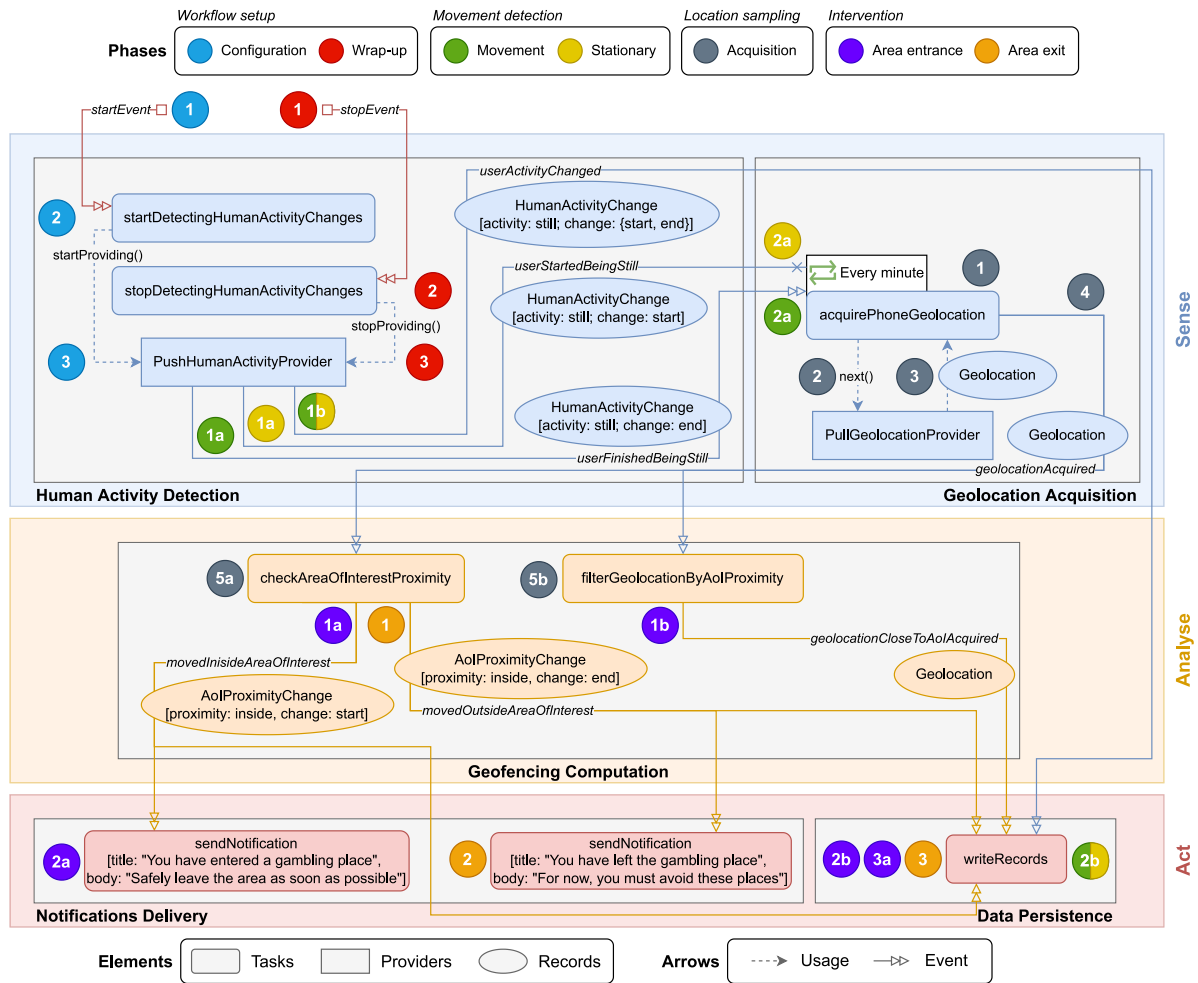 Workflow setup
Movement detection
Location sampling
Intervention
Phases
Configuration
Wrap-up
Movement
Stationary
Acquisition
Area entrance
Area exit
startEvent
1
1
stopEvent
userActivityChanged
HumanActivityChange
[activity: still; change: {start, end}]
2
startDetectingHumanActivityChanges
startProviding()
2a
userStartedBeingStill
Every minute
1
stopDetectingHumanActivityChanges
2
HumanActivityChange
[activity: still; change: start]
2a
acquirePhoneGeolocation
4
stopProviding()
3
PushHumanActivityProvider
3
2
next()
3
Geolocation
1a
1a
1b
HumanActivityChange
[activity: still; change: end]
PullGeolocationProvider
Geolocation
userFinishedBeingStill
geolocationAcquired
Human Activity Detection
Geolocation Acquisition
Sense
5a
checkAreaOfInterestProximity
5b
filterGeolocationByAoIProximity
1a
1
1b
geolocationCloseToAoIAcquired
movedInisideAreaOfInterest
AoIProximityChange
[proximity: inside, change: end]
Geolocation
AoIProximityChange
[proximity: inside, change: start]
movedOutsideAreaOfInterest
Geofencing Computation
Analyse
2a
sendNotification
[title: "You have entered a gambling place",
body: "Safely leave the area as soon as possible"]
2
sendNotification
[title: "You have left the gambling place",
body: "For now, you must avoid these places"]
2b
3a
3
writeRecords
2b
Notifications Delivery
Data Persistence
Act
Elements
Tasks
Providers
Records
Arrows
Usage
Event